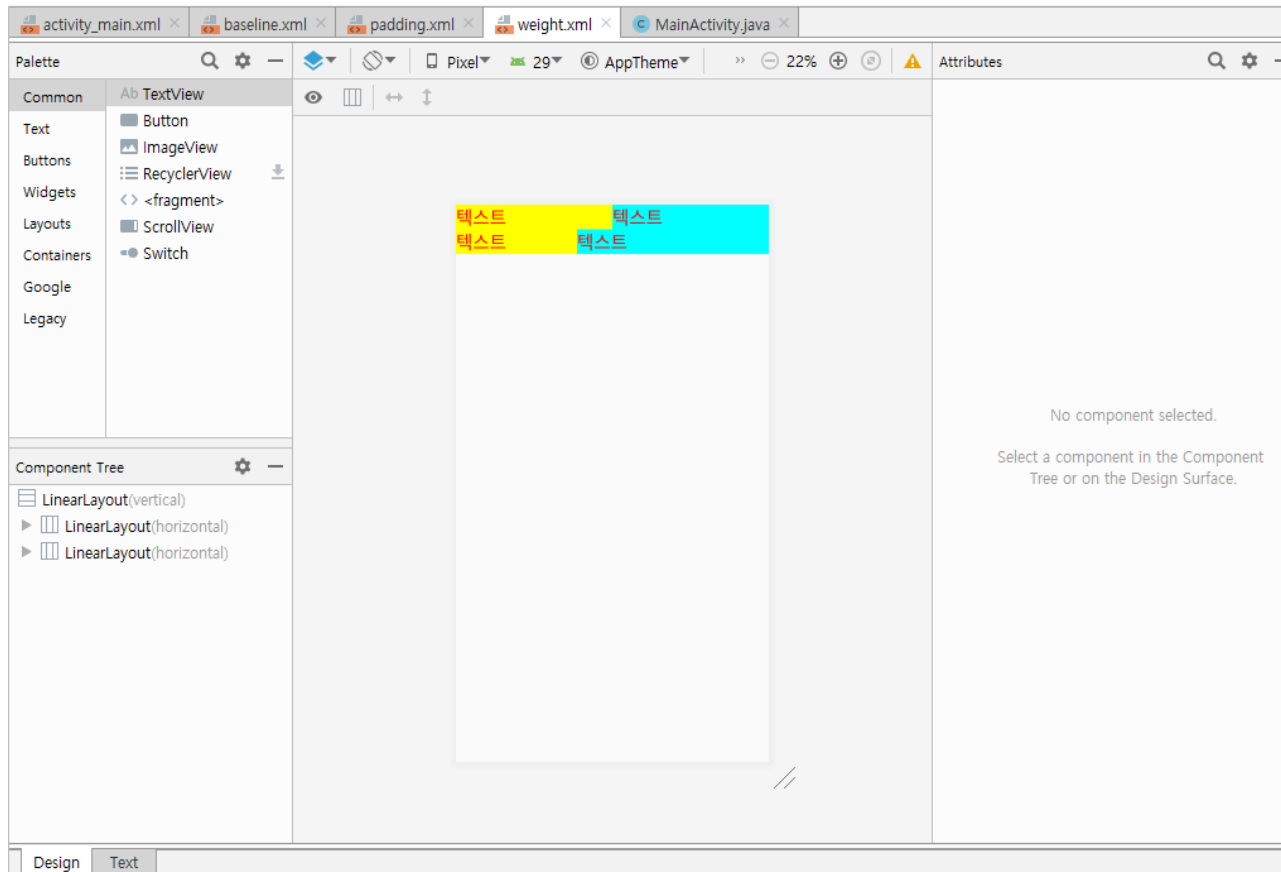 activity_main.xml baseline.xml padding.xml weight.xml C MainActivity.java
Palette
Common
Text
Buttons
Widgets
Layouts
Containers
Google
Legacy
Ab TextView
Button
ImageView
RecyclerView
<fragment>
ScrollView
Switch
Pixel 29 AppTheme » 22%
Attributes
텍스트 텍스트
텍스트 텍스트
No component selected.
Select a component in the Component
Tree or on the Design Surface.
Component Tree
LinearLayout(vertical)
LinearLayout(horizontal)
LinearLayout(horizontal)
Design Text